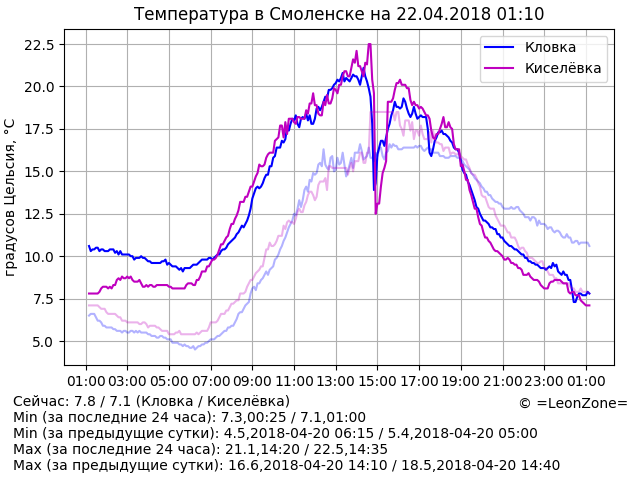 Температура в Смоленске на 22.04.2018 01:10
Кловка
Киселёвка
градусов Цельсия, °C
22.5
20.0
17.5
15.0
12.5
10.0
7.5
5.0
01:00 03:00 05:00 07:00 09:00 11:00 13:00 15:00 17:00 19:00 21:00 23:00 01:00
Сейчас: 7.8 / 7.1 (Кловка / Киселёвка)
© =LeonZone=
Min (за последние 24 часа): 7.3,00:25 / 7.1,01:00
Min (за предыдущие сутки): 4.5,2018-04-20 06:15 / 5.4,2018-04-20 05:00
Max (за последние 24 часа): 21.1,14:20 / 22.5,14:35
Max (за предыдущие сутки): 16.6,2018-04-20 14:10 / 18.5,2018-04-20 14:40